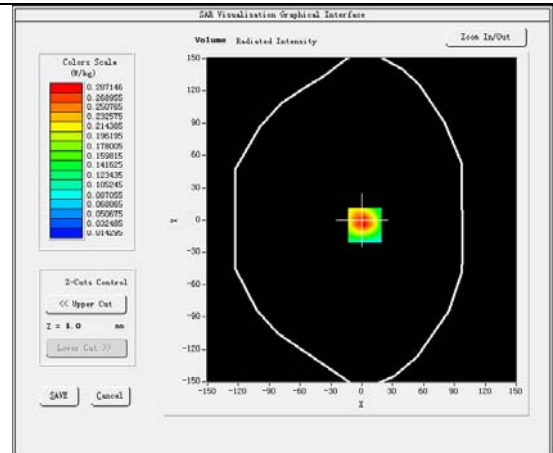 SAR Visualisation Graphical Interface
Volume Radiated Intensity
Zoom In/Out
Colors Scale
(W/kg)
0.287146
0.268955
0.250765
0.232575
0.214385
0.196195
0.178005
0.159815
0.141625
0.123435
0.105245
0.087055
0.068865
0.050675
0.032485
0.014295
Z-Cuts Control
<< Upper Cut
Z = 4.0 mm
Lower Cut >>
SAVE
Cancel
150
120
90
60
30
0
-30
-60
-90
-120
-150
Y
-150 -120 -90 -60 -30 0 30 60 90 120 150
X